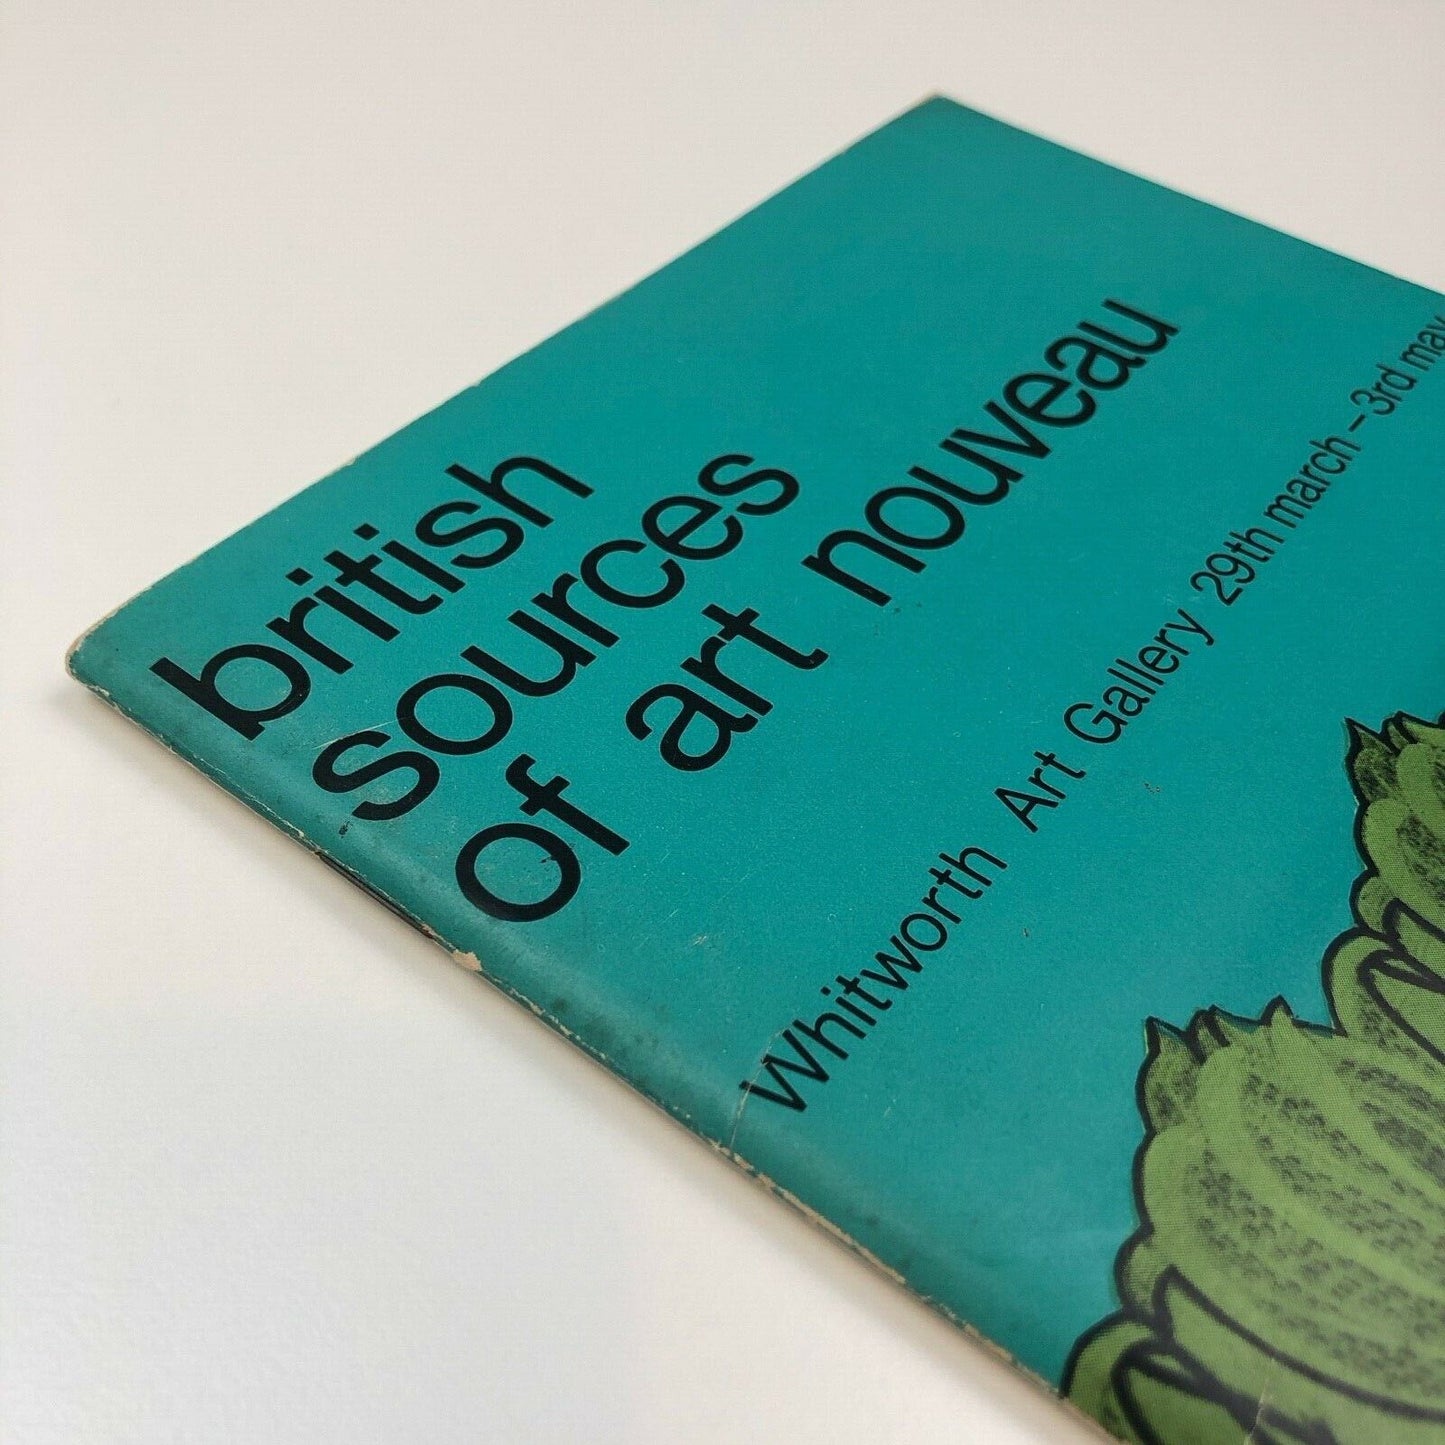 british
sources
of art nouveau
Whitworth Art Gallery 29th march – 3rd may